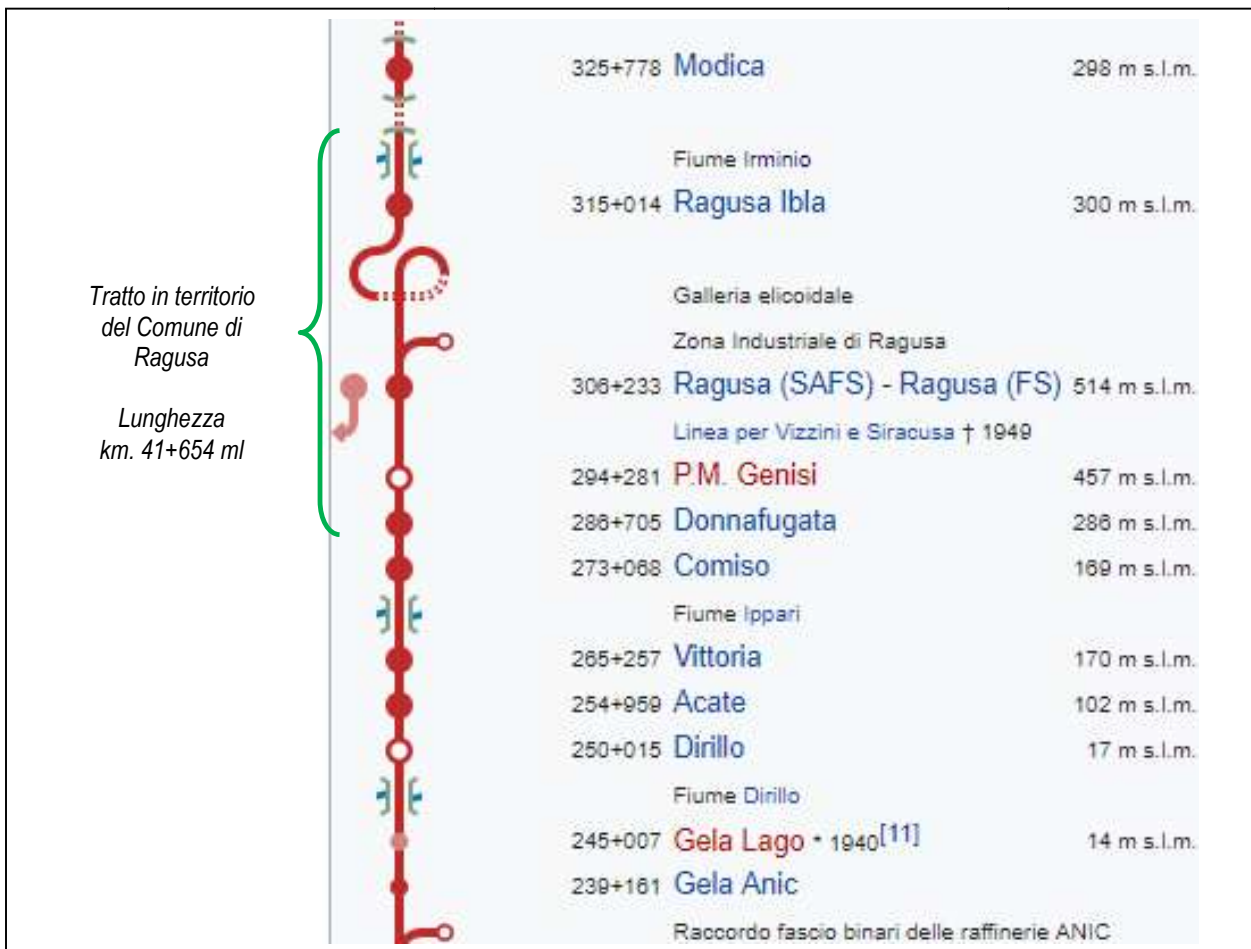 325+778 Modica 298 m s.l.m.
Fiume Irminio
315+014 Ragusa Ibla 300 m s.l.m.
Tratto in territorio
del Comune di
Ragusa
Lunghezza
km. 41+654 ml
Galleria elicoidale
Zona Industriale di Ragusa
306+233 Ragusa (SAFS) - Ragusa (FS) 514 m s.l.m.
Linea per Vizzini e Siracusa † 1949
294+281 P.M. Genisi 457 m s.l.m.
286+705 Donnafugata 286 m s.l.m.
273+068 Comiso 169 m s.l.m.
Fiume Ippari
265+257 Vittoria 170 m s.l.m.
254+959 Acate 102 m s.l.m.
250+015 Dirillo 17 m s.l.m.
Fiume Dirillo
245+007 Gela Lago * 1940[11] 14 m s.l.m.
239+161 Gela Anic
Raccordo fascio binari delle raffinerie ANIC